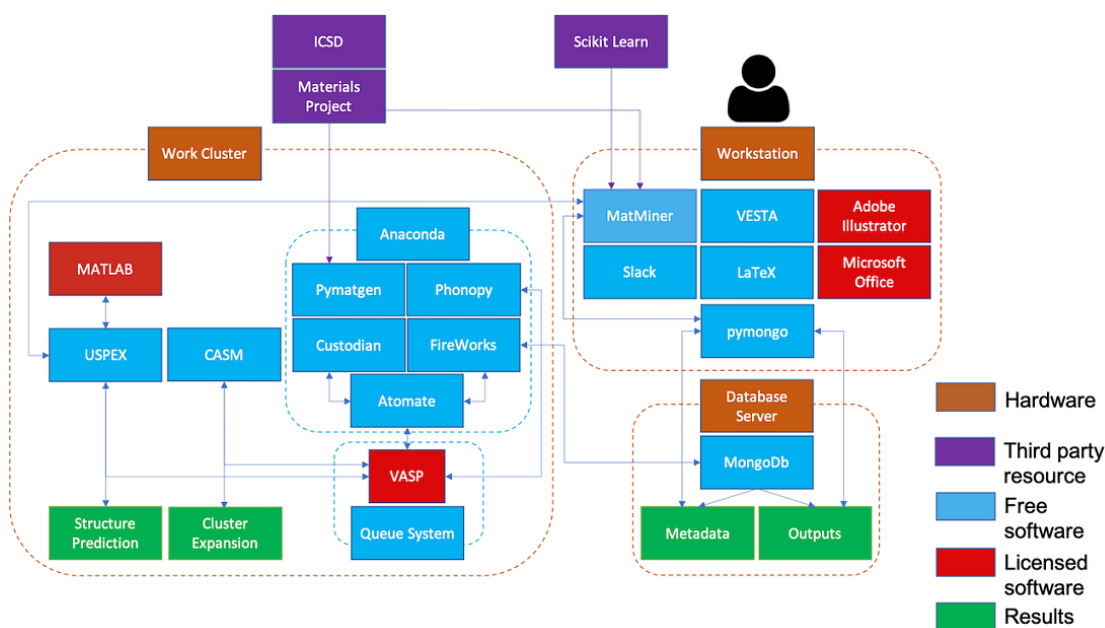 ICSD
Materials
Project
Scikit Learn
Work Cluster
Workstation
MatMiner
VESTA
Adobe
Illustrator
Slack
LaTeX
Microsoft
Office
pymongo
Anaconda
MATLAB
Pymatgen
Phonopy
USPEX
CASM
Custodian
FireWorks
Atomate
VASP
Queue System
Structure
Prediction
Cluster
Expansion
Database
Server
MongoDb
Metadata
Outputs
Hardware
Third party
resource
Free
software
Licensed
software
Results